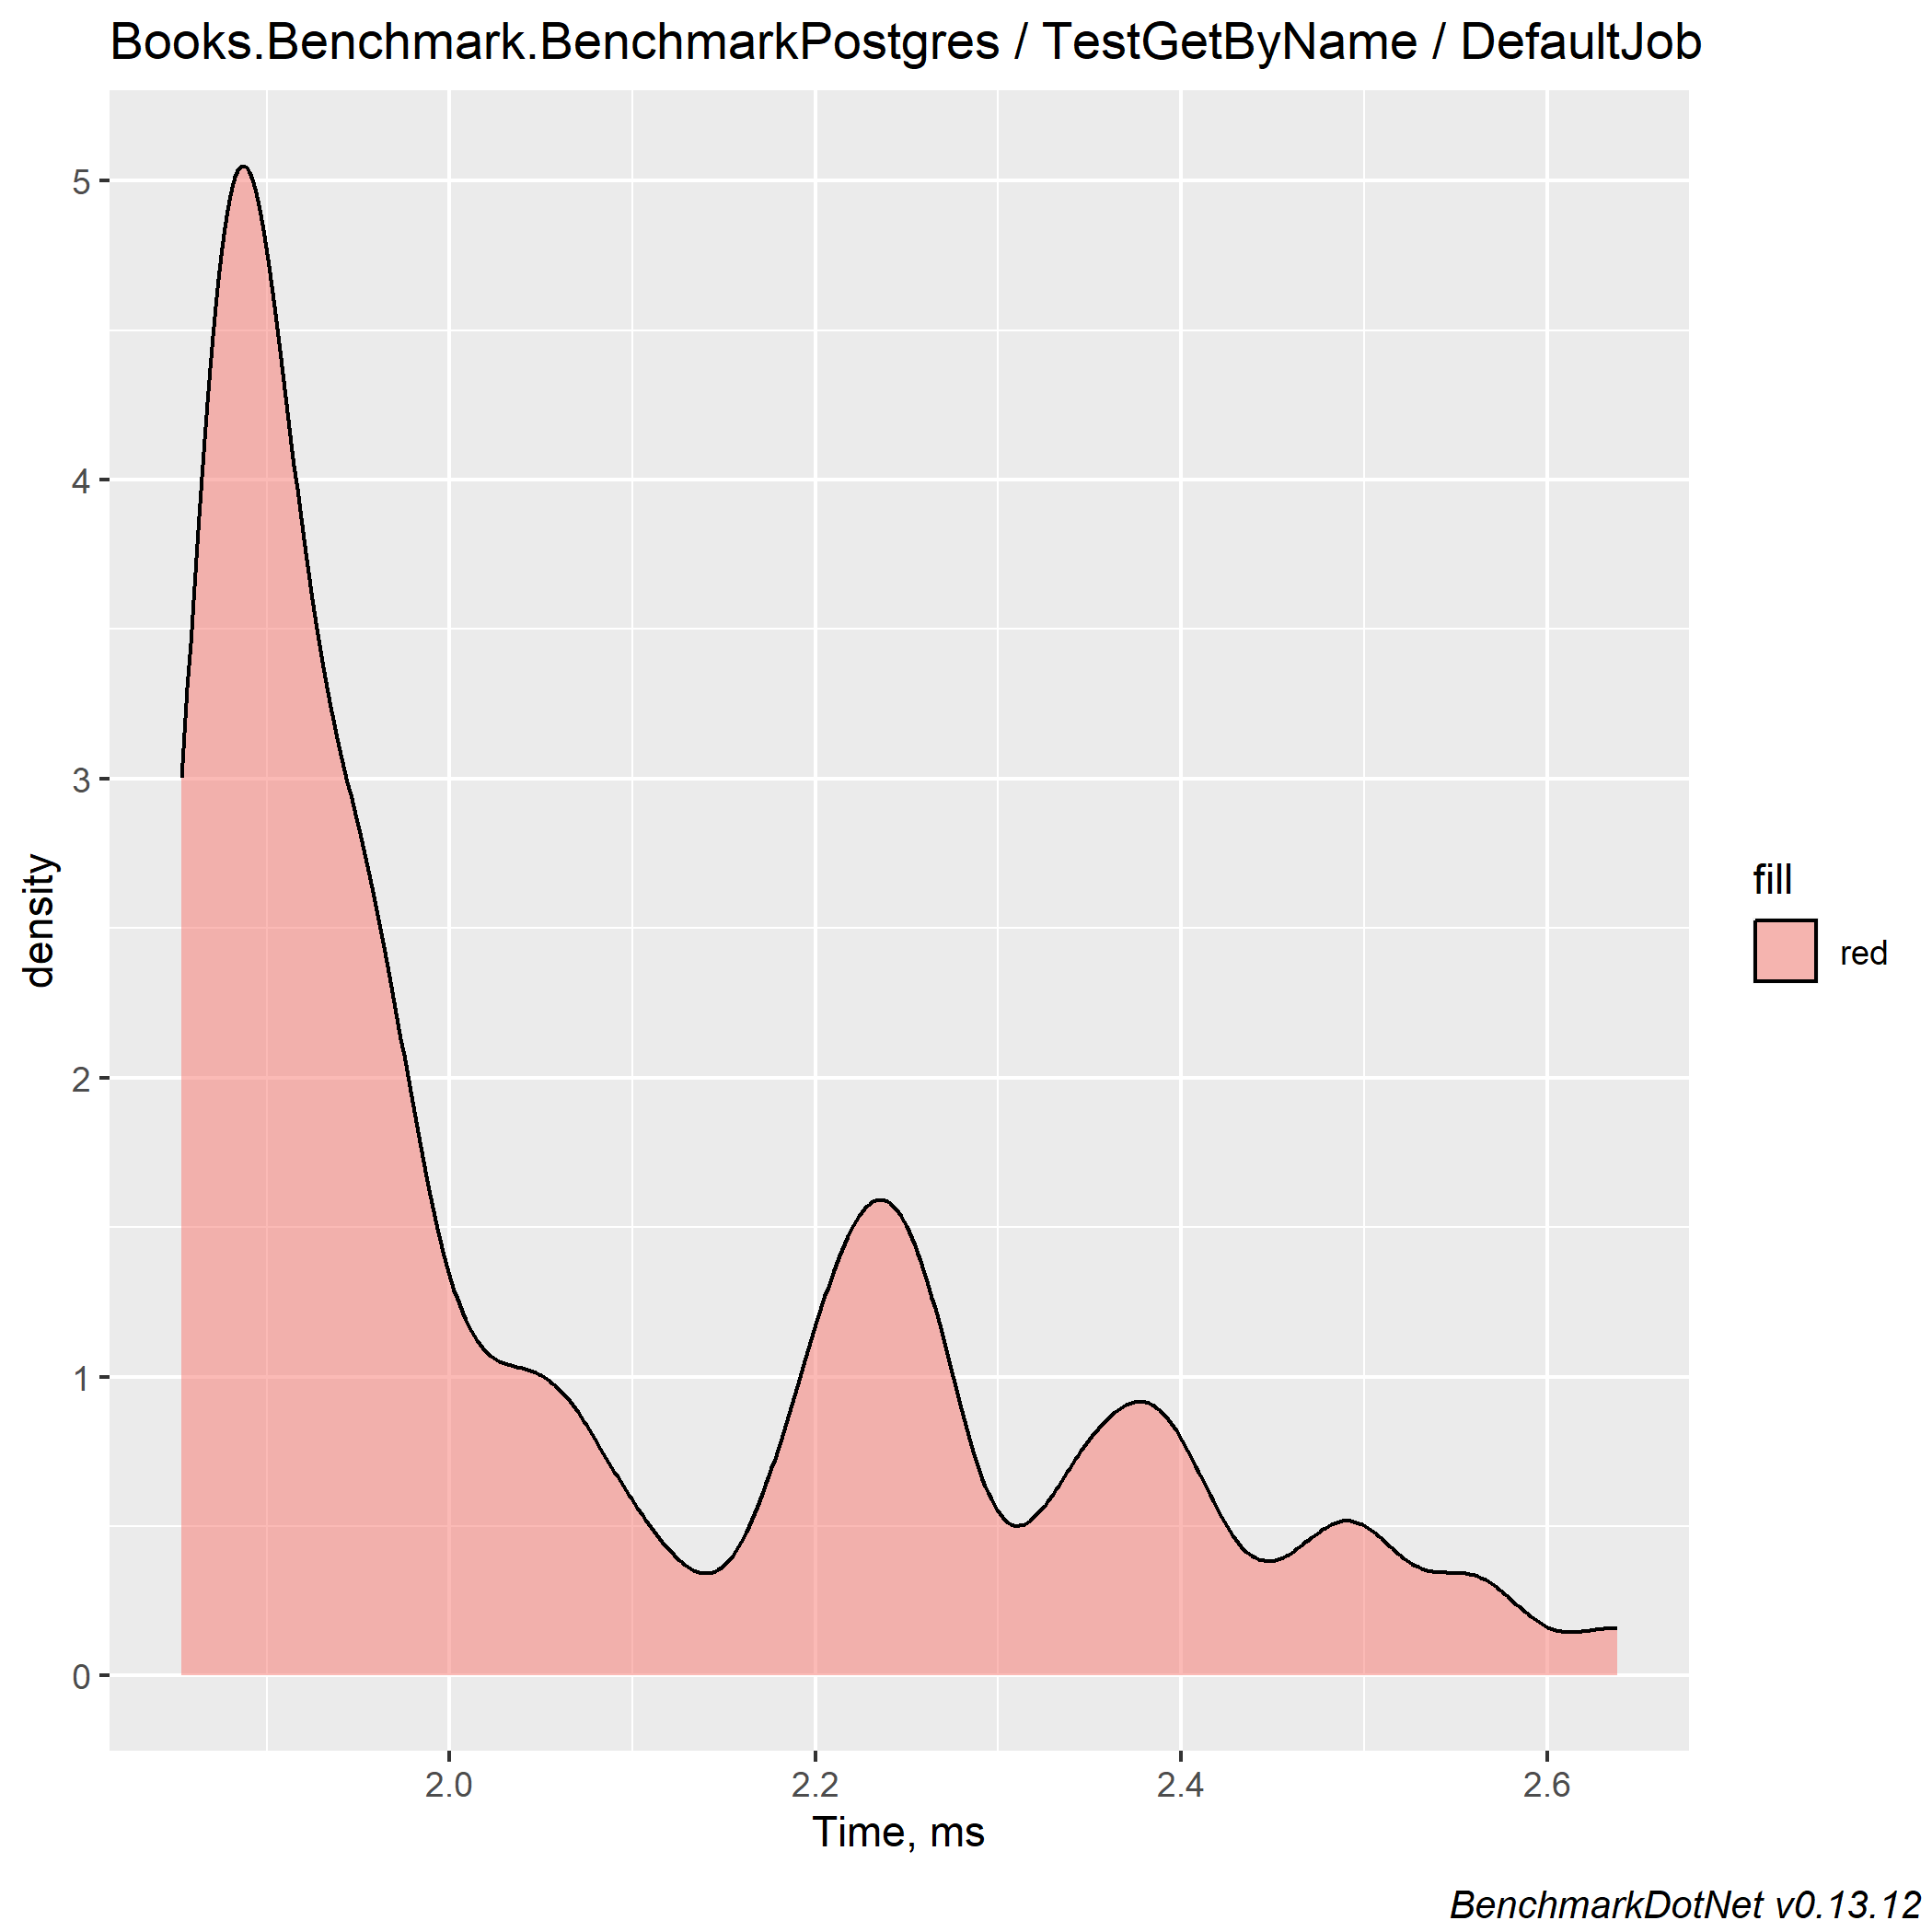 Books.Benchmark.BenchmarkPostgres / TestGetByName / DefaultJob
5
4
3
2
1
0
density
2.0 2.2 2.4 2.6
Time, ms
fill
red
BenchmarkDotNet v0.13.12